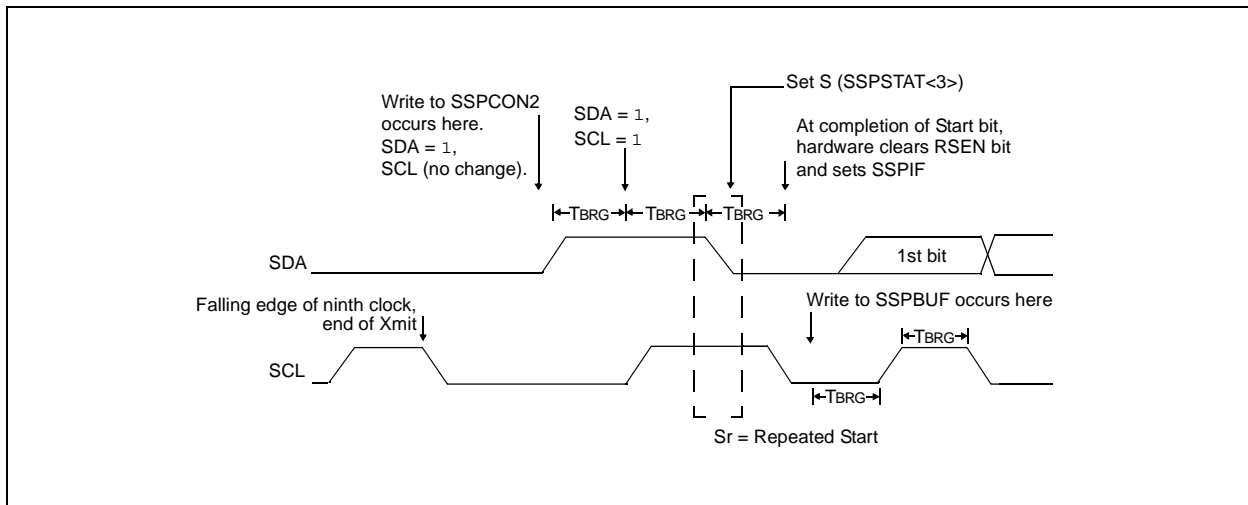 Set S (SSPSTAT<3>)
Write to SSPCON2
occurs here.
SDA = 1,
SCL (no change).
SDA = 1,
SCL = 1
At completion of Start bit,
hardware clears RSEN bit
and sets SSPIF
TBRG
TBRG
TBRG
SDA
1st bit
Falling edge of ninth clock,
end of Xmit
Write to SSPBUF occurs here
TBRG
SCL
TBRG
Sr = Repeated Start